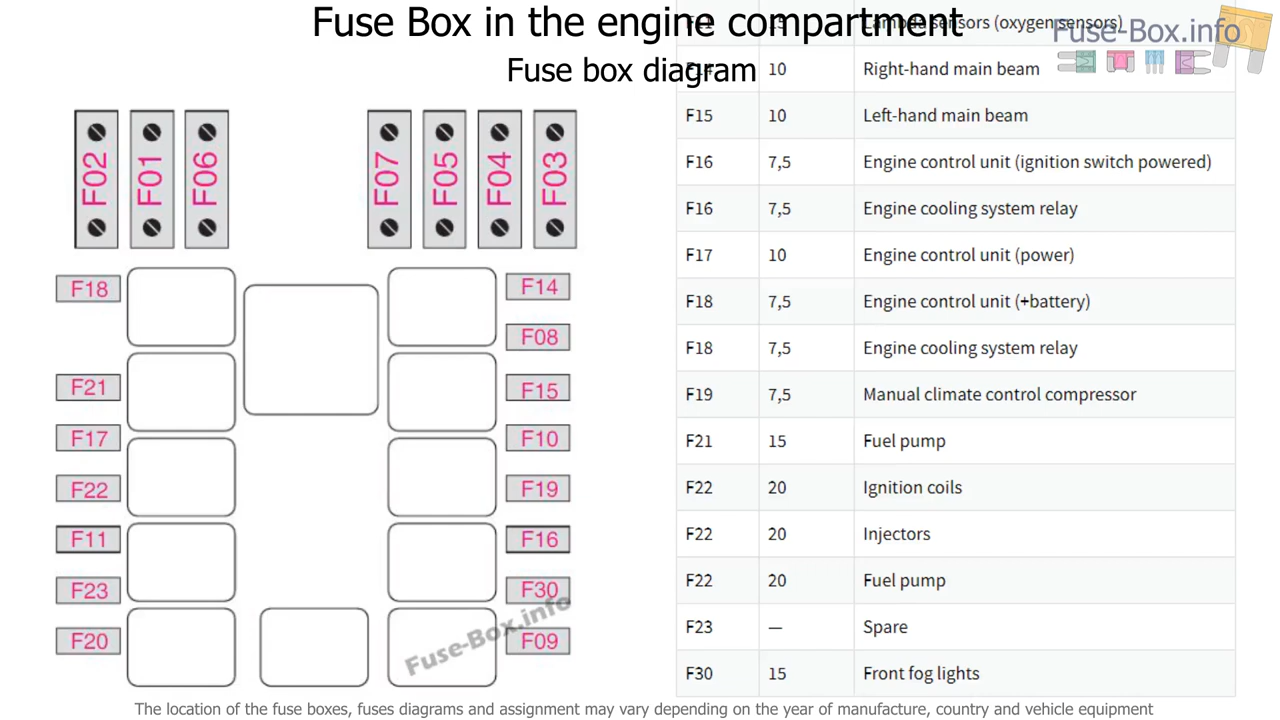 Fuse Box in the engine compartment
Fuse box diagram
Fuse-Box.info
F02 F01 F06 F07 F05 F04 F03
F18 F14
F08
F21 F15
F17 F10
F22 F19
F11 F16
F23 F30
F20 F09
Fuse-Box.info
Lambda sensors (oxygen sensors)
F14 10 Right-hand main beam
F15 10 Left-hand main beam
F16 7,5 Engine control unit (ignition switch powered)
F16 7,5 Engine cooling system relay
F17 10 Engine control unit (power)
F18 7,5 Engine control unit (+battery)
F18 7,5 Engine cooling system relay
F19 7,5 Manual climate control compressor
F21 15 Fuel pump
F22 20 Ignition coils
F22 20 Injectors
F22 20 Fuel pump
F23 — Spare
F30 15 Front fog lights
The location of the fuse boxes, fuses diagrams and assignment may vary depending on the year of manufacture, country and vehicle equipment